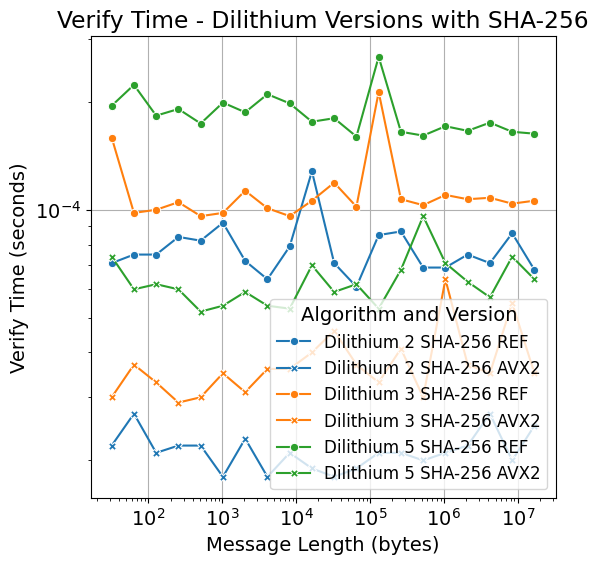 Verify Time - Dilithium Versions with SHA-256
Verify Time (seconds)
10⁻⁴
Algorithm and Version
Dilithium 2 SHA-256 REF
Dilithium 2 SHA-256 AVX2
Dilithium 3 SHA-256 REF
Dilithium 3 SHA-256 AVX2
Dilithium 5 SHA-256 REF
Dilithium 5 SHA-256 AVX2
10² 10³ 10⁴ 10⁵ 10⁶ 10⁷
Message Length (bytes)